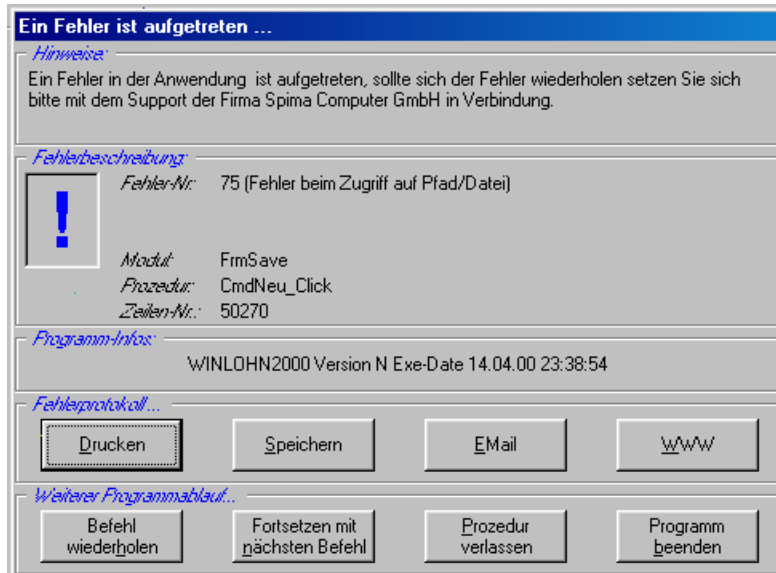 Ein Fehler ist aufgetreten ...
Hinweise:
Ein Fehler in der Anwendung ist aufgetreten, sollte sich der Fehler wiederholen setzen Sie sich
bitte mit dem Support der Firma Spima Computer GmbH in Verbindung.
Fehlerbeschreibung:
!
Fehler-Nr: 75 (Fehler beim Zugriff auf Pfad/Datei)
Modul: FrmSave
Prozedur: CmdNeu_Click
Zeilen-Nr.: 50270
Programm-Infos:
WINLOHN2000 Version N Exe-Date 14.04.00 23:38:54
Fehlerprotokoll...
Drucken Speichern EMail WWW
Weiterer Programmablauf...
Befehl wiederholen
Fortsetzen mit nächsten Befehl
Prozedur verlassen
Programm beenden